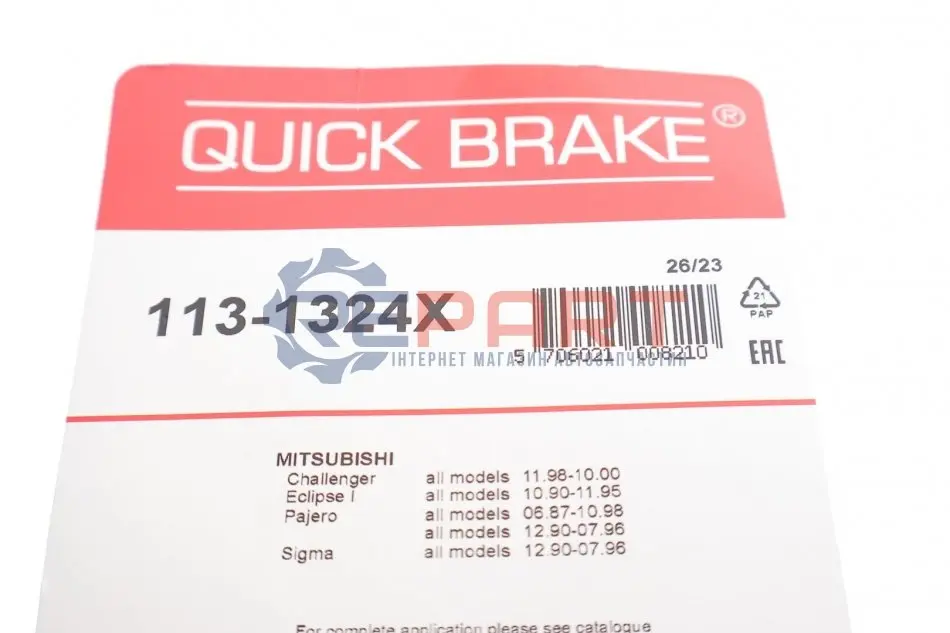 QUICK BRAKE®
26/23
113-1324X
21
PAP
REPART
ІНТЕРНЕТ МАГАЗИН АВТОЗАПЧАСТИН
5 706021 008210
EAC
MITSUBISHI
Challenger all models 11.98-10.00
Eclipse I all models 10.90-11.95
Pajero all models 06.87-10.98
all models 12.90-07.96
Sigma all models 12.90-07.96
For complete application please see catalogue